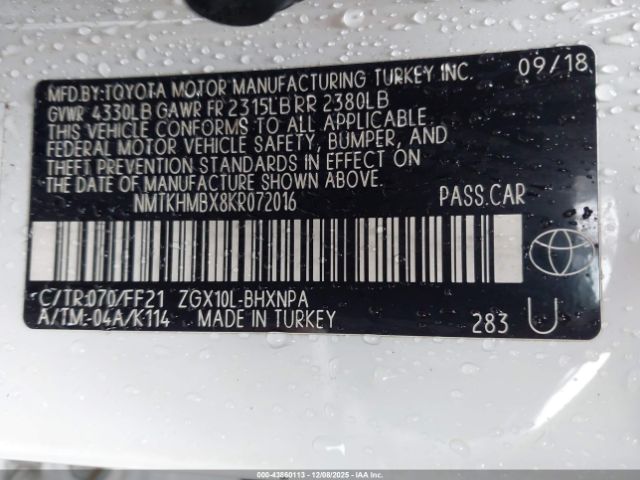 MFD.BY:TOYOTA MOTOR MANUFACTURING TURKEY INC. 09/18
GVWR 4330LB GAWR FR 2315LB RR 2380LB
THIS VEHICLE CONFORMS TO ALL APPLICABLE
FEDERAL MOTOR VEHICLE SAFETY, BUMPER, AND
THEFT PREVENTION STANDARDS IN EFFECT ON
THE DATE OF MANUFACTURE SHOWN ABOVE.
NMTKHMBX8KR072016 PASS.CAR
C/TR:070/FF21 ZGX10L-BHXNPA
A/TM:-04A/K114 MADE IN TURKEY 283 U
000-43860113 - 12/08/2025 - IAAI.CA